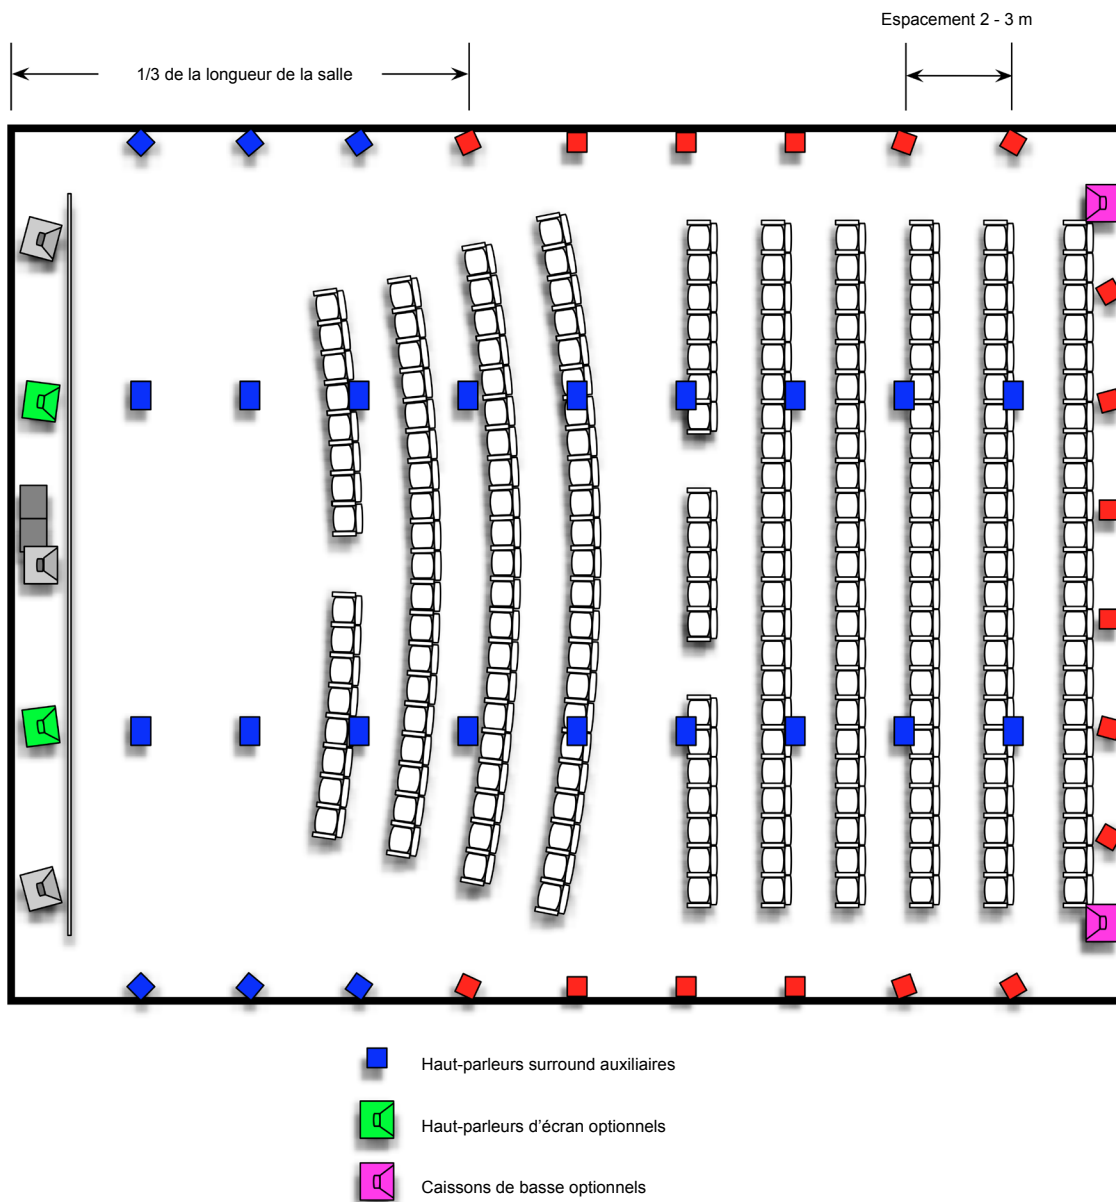 Espacement 2 - 3 m
1/3 de la longueur de la salle
Haut-parleurs surround auxiliaires
Haut-parleurs d'écran optionnels
Caissons de basse optionnels